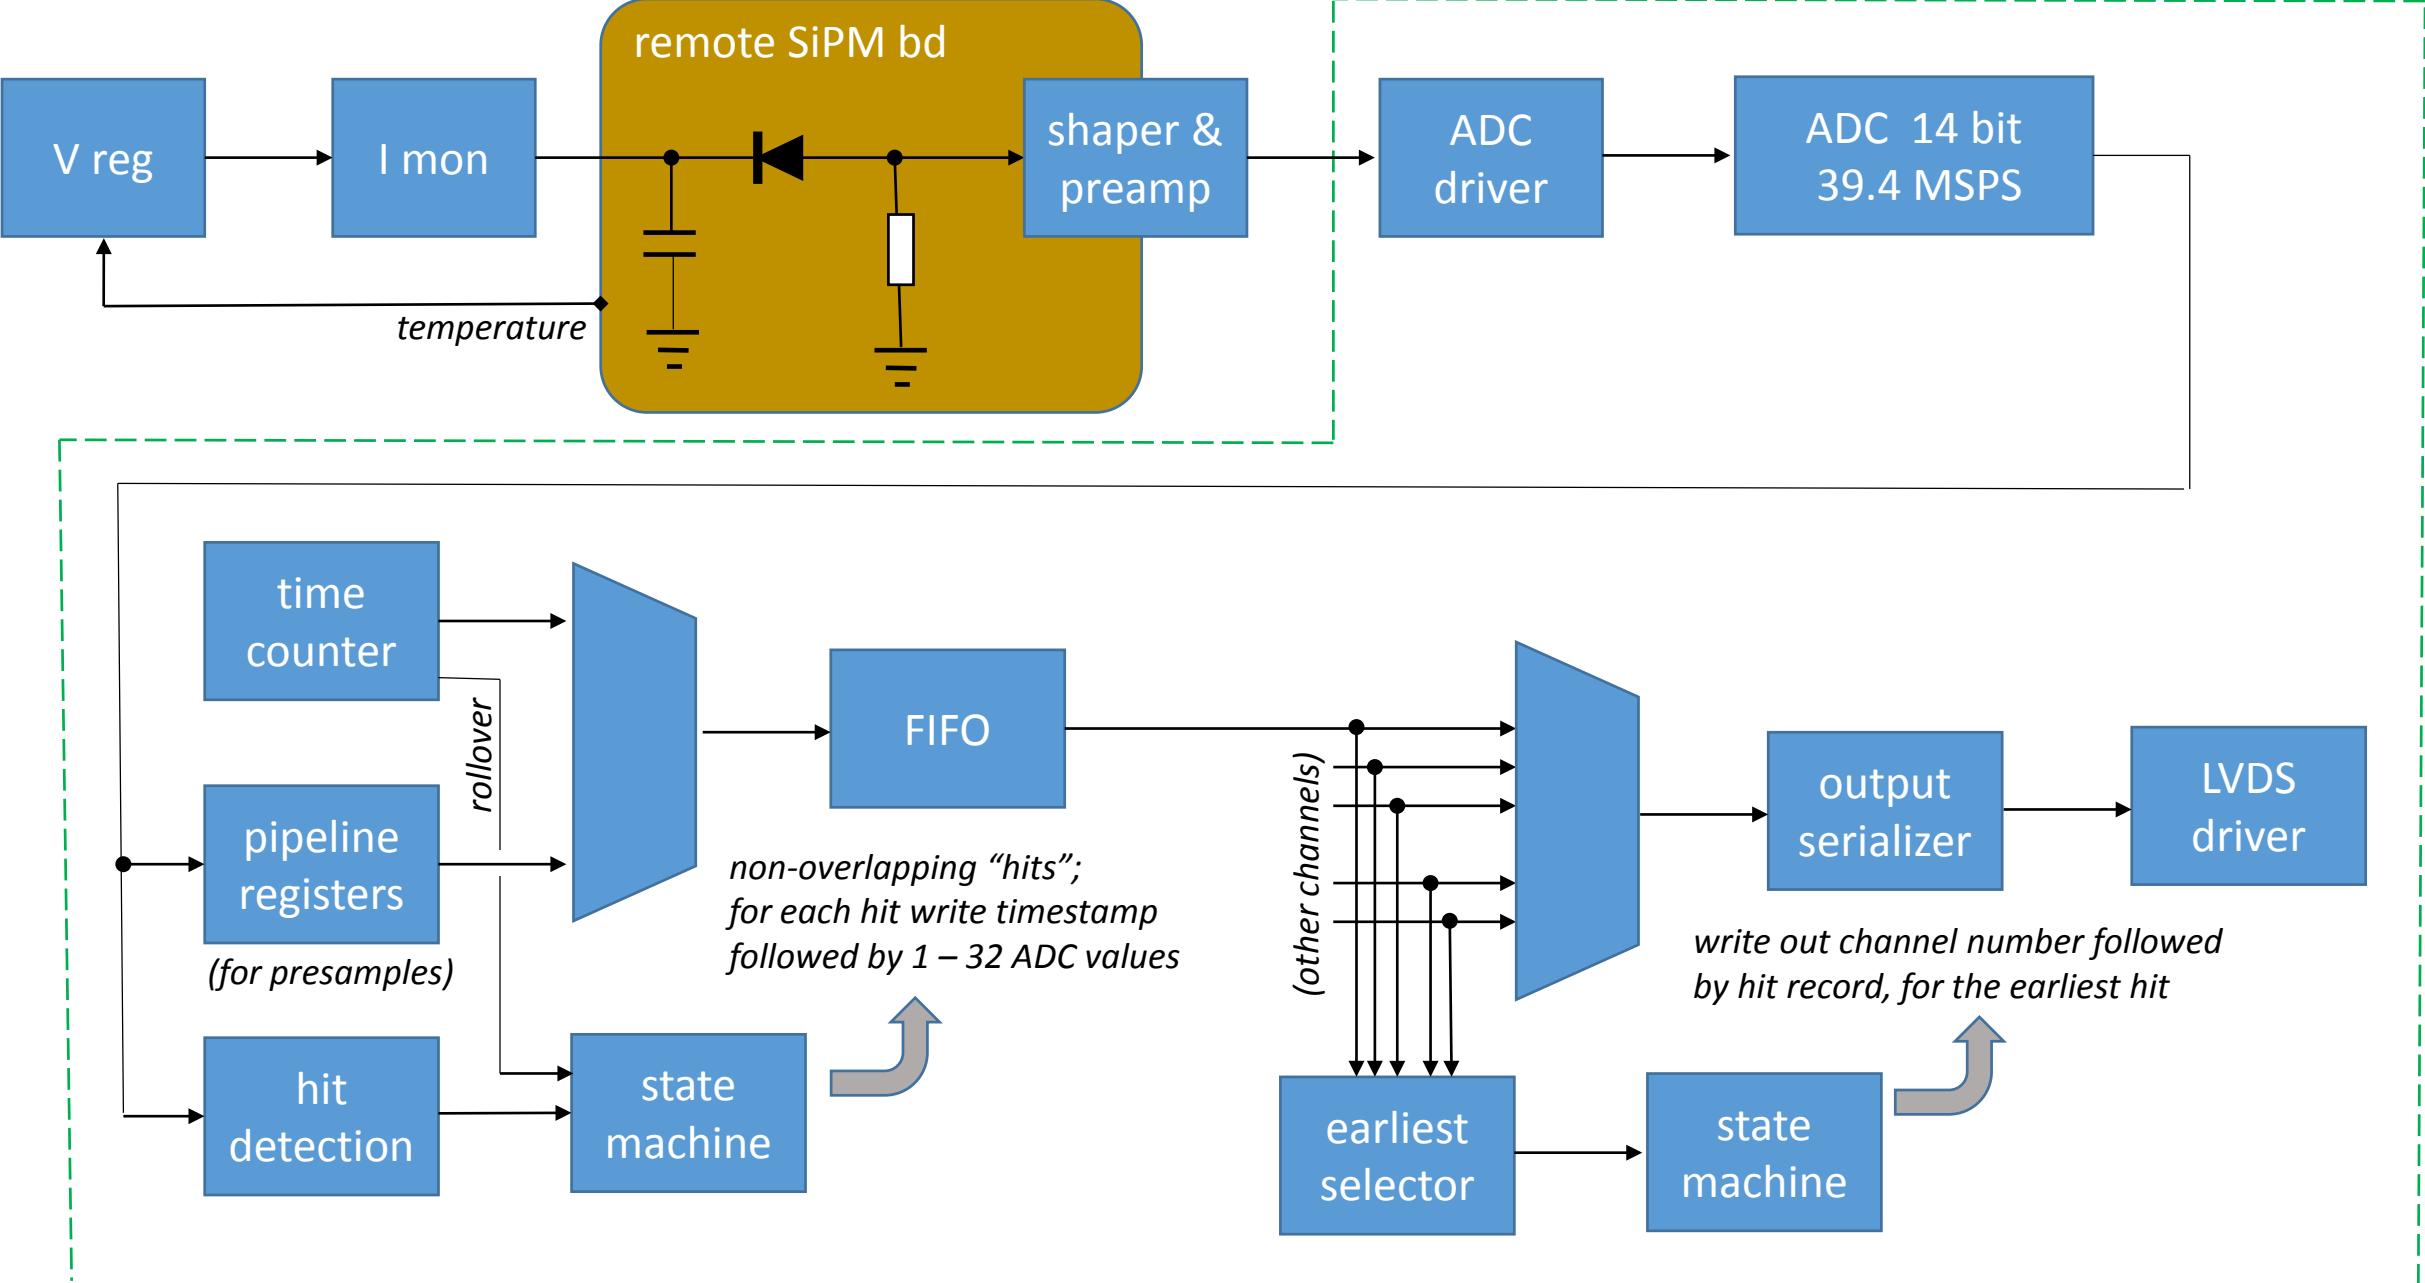 remote SiPM bd
V reg
I mon
shaper &
preamp
ADC
driver
ADC  14 bit
39.4 MSPS
temperature
time
counter
rollover
FIFO
pipeline
registers
(for presamples)
non-overlapping “hits”;
for each hit write timestamp
followed by 1 – 32 ADC values
(other channels)
output
serializer
LVDS
driver
write out channel number followed
by hit record, for the earliest hit
hit
detection
state
machine
earliest
selector
state
machine